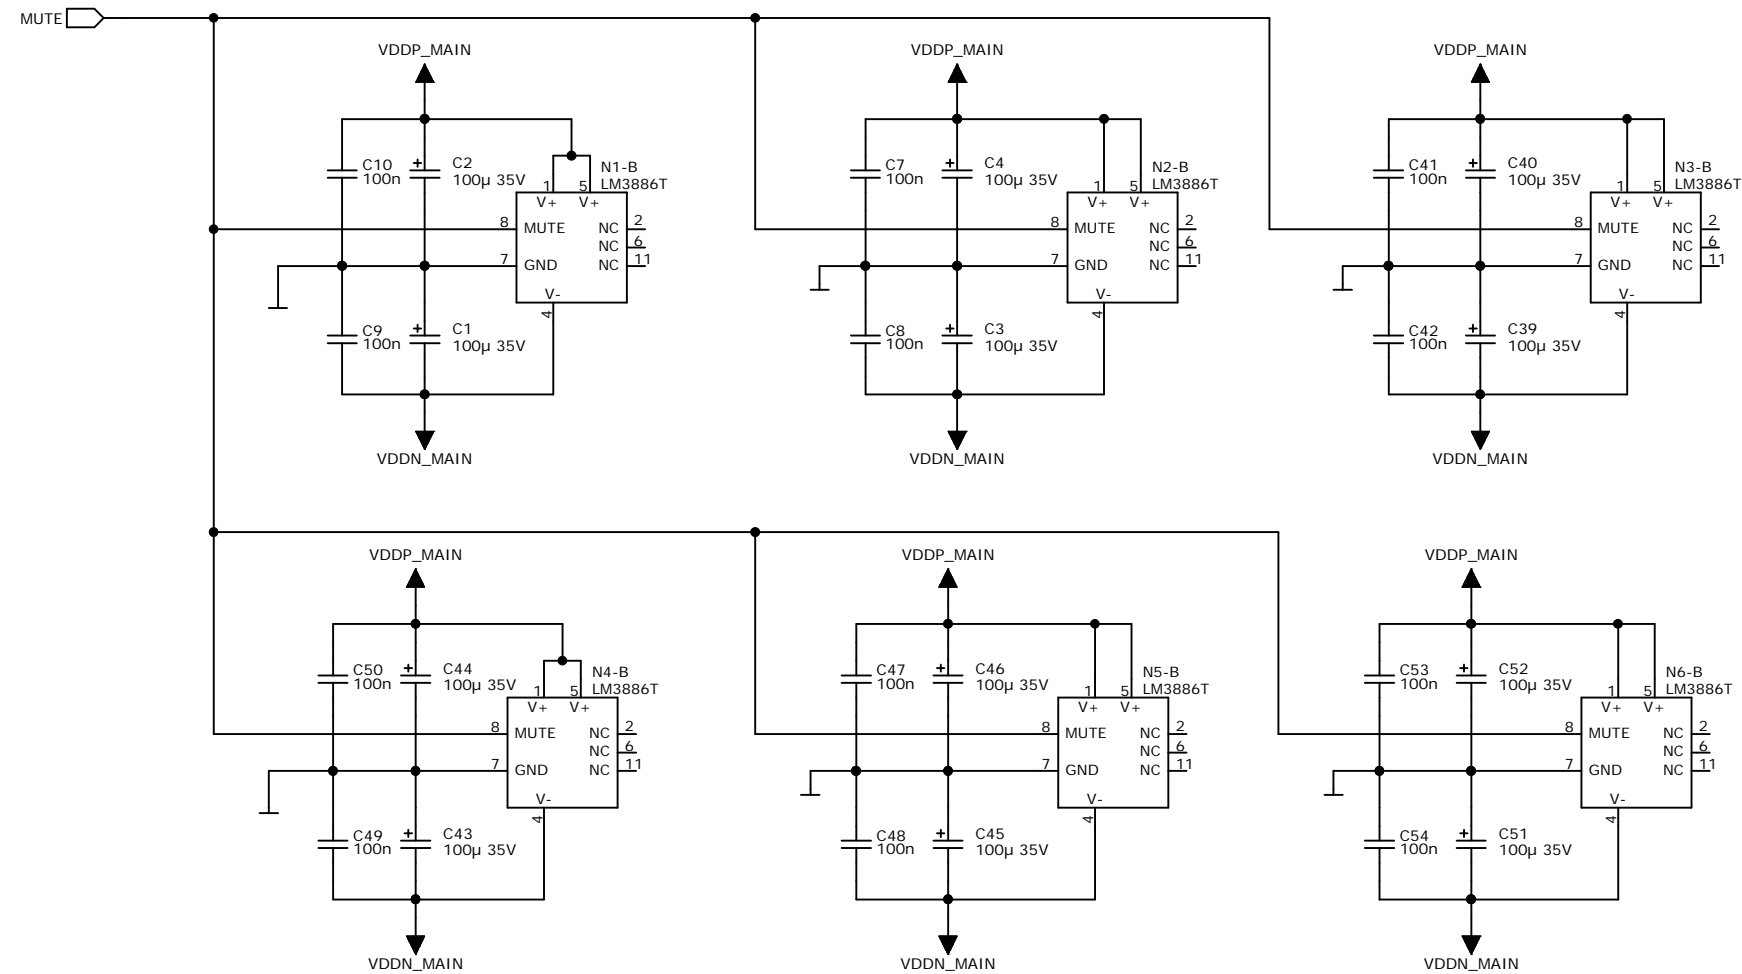 MUTE
VDDP_MAIN
C10
100n
C2
100µ 35V
N1-B
LM3886T
1 5
V+ V+
8 MUTE NC 2
NC 6
7 GND NC 11
V-
4
C9
100n
C1
100µ 35V
VDDN_MAIN
VDDP_MAIN
C7
100n
C4
100µ 35V
N2-B
LM3886T
1 5
V+ V+
8 MUTE NC 2
NC 6
7 GND NC 11
V-
4
C8
100n
C3
100µ 35V
VDDN_MAIN
VDDP_MAIN
C41
100n
C40
100µ 35V
N3-B
LM3886T
1 5
V+ V+
8 MUTE NC 2
NC 6
7 GND NC 11
V-
4
C42
100n
C39
100µ 35V
VDDN_MAIN
VDDP_MAIN
C50
100n
C44
100µ 35V
N4-B
LM3886T
1 5
V+ V+
8 MUTE NC 2
NC 6
7 GND NC 11
V-
4
C49
100n
C43
100µ 35V
VDDN_MAIN
VDDP_MAIN
C47
100n
C46
100µ 35V
N5-B
LM3886T
1 5
V+ V+
8 MUTE NC 2
NC 6
7 GND NC 11
V-
4
C48
100n
C45
100µ 35V
VDDN_MAIN
VDDP_MAIN
C53
100n
C52
100µ 35V
N6-B
LM3886T
1 5
V+ V+
8 MUTE NC 2
NC 6
7 GND NC 11
V-
4
C54
100n
C51
100µ 35V
VDDN_MAIN